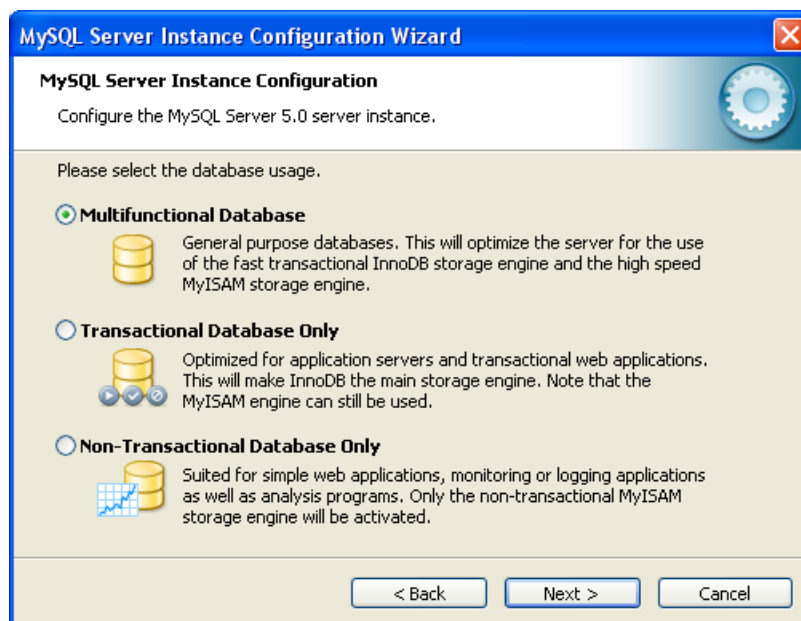 MySQL Server Instance Configuration Wizard
MySQL Server Instance Configuration
Configure the MySQL Server 5.0 server instance.
Please select the database usage.
Multifunctional Database
General purpose databases. This will optimize the server for the use
of the fast transactional InnoDB storage engine and the high speed
MyISAM storage engine.
Transactional Database Only
Optimized for application servers and transactional web applications.
This will make InnoDB the main storage engine. Note that the
MyISAM engine can still be used.
Non-Transactional Database Only
Suited for simple web applications, monitoring or logging applications
as well as analysis programs. Only the non-transactional MyISAM
storage engine will be activated.
< Back Next > Cancel